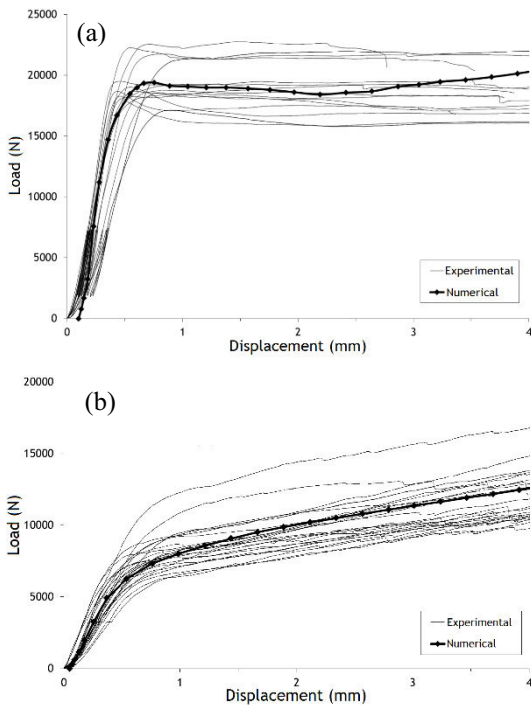 (a)
25000
20000
15000
10000
5000
0
Load (N)
0 1 2 3 4
Displacement (mm)
Experimental
Numerical
(b)
20000
15000
10000
5000
0
Load (N)
0 1 2 3 4
Displacement (mm)
Experimental
Numerical